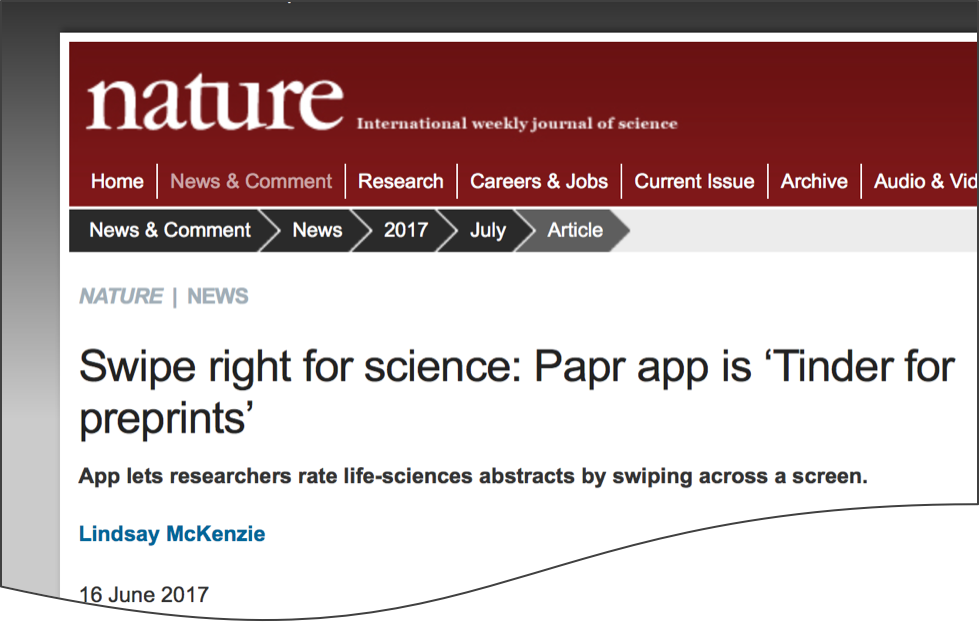 nature International weekly journal of science
Home News & Comment Research Careers & Jobs Current Issue Archive Audio & Vid
News & Comment News 2017 July Article
NATURE | NEWS
Swipe right for science: Papr app is ‘Tinder for
preprints’
App lets researchers rate life-sciences abstracts by swiping across a screen.
Lindsay McKenzie
16 June 2017